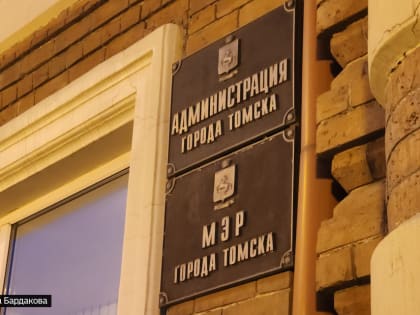 АДМИНИСТРАЦИЯ
ГОРОДА ТОМСКА
МЭР
ГОРОДА ТОМСКА
Бардакова